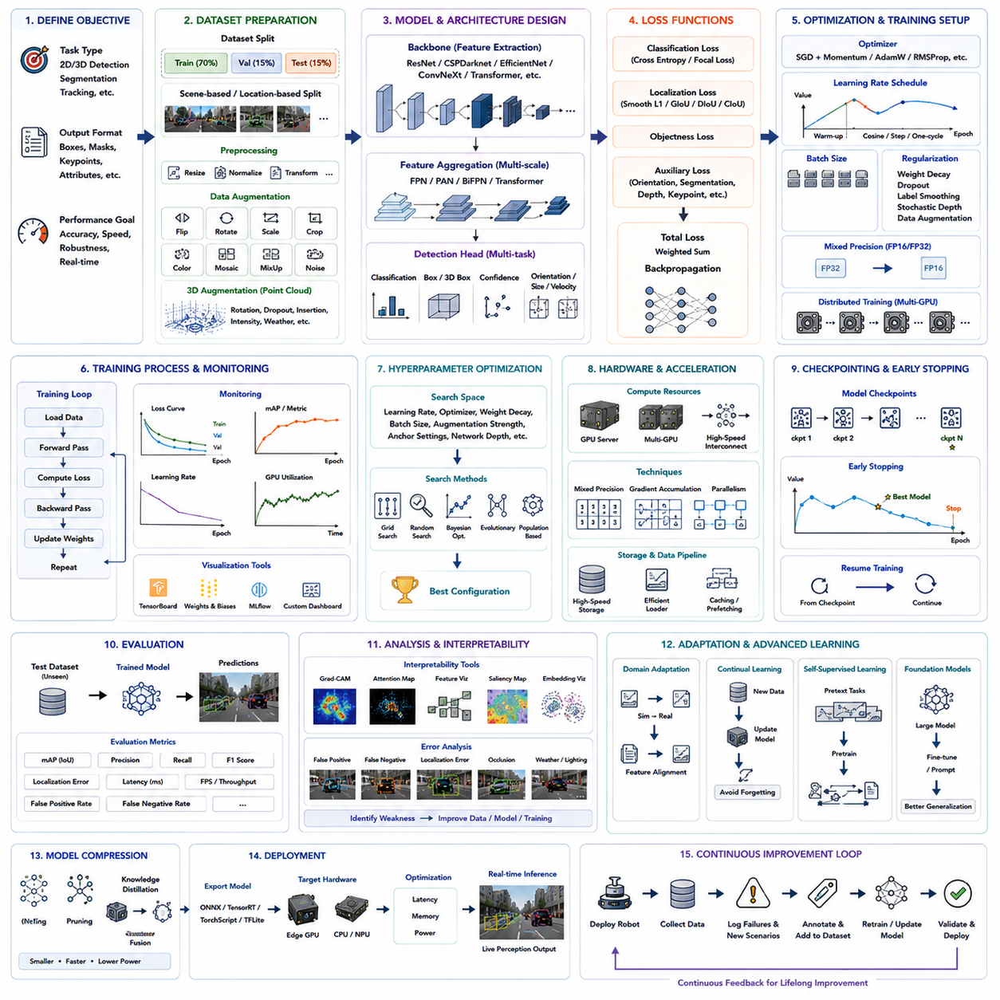 1. DEFINE OBJECTIVE
Task Type
2D/3D Detection
Segmentation
Tracking, etc.
Output Format
Boxes, Masks,
Keypoints,
Attributes, etc.
Performance Goal
Accuracy, Speed,
Robustness,
Real-time
2. DATASET PREPARATION
Dataset Split
Train (70%)
Val (15%)
Test (15%)
Scene-based / Location-based Split
...
Preprocessing
Resize
Normalize
Transform
...
Data Augmentation
Flip
Rotate
Scale
Crop
Color
Mosaic
MixUp
Noise
3D Augmentation (Point Cloud)
Rotation, Dropout, Insertion,
Intensity, Weather, etc.
3. MODEL & ARCHITECTURE DESIGN
Backbone (Feature Extraction)
ResNet / CSPDarknet / EfficientNet /
ConvNeXt / Transformer, etc.
...
Feature Aggregation (Multi-scale)
FPN / PAN / BiFPN / Transformer
Detection Head (Multi-task)
Classification
Box / 3D Box
Confidence
Orientation /
Size / Velocity
4. LOSS FUNCTIONS
Classification Loss
(Cross Entropy / Focal Loss)
Localization Loss
(Smooth L1 / GIoU / DIoU / CIoU)
Objectness Loss
Auxiliary Loss
(Orientation, Segmentation,
Depth, Keypoint, etc.)
Total Loss
Weighted Sum
Backpropagation
5. OPTIMIZATION & TRAINING SETUP
Optimizer
SGD + Momentum / AdamW / RMSProp, etc.
Learning Rate Schedule
Value
Epoch
Warm-up
Cosine / Step / One-cycle
Batch Size
Regularization
Weight Decay
Dropout
Label Smoothing
Stochastic Depth
Data Augmentation
Mixed Precision (FP16/FP32)
FP32
FP16
Distributed Training (Multi-GPU)
...
6. TRAINING PROCESS & MONITORING
Training Loop
Load Data
Forward Pass
Compute Loss
Backward Pass
Update Weights
Repeat
Monitoring
Loss Curve
Train
Val
Val
Epoch
mAP / Metric
Epoch
Learning Rate
Epoch
GPU Utilization
Time
Visualization Tools
TensorBoard
Weights & Biases
MLflow
Custom Dashboard
7. HYPERPARAMETER OPTIMIZATION
Search Space
Learning Rate, Optimizer, Weight Decay,
Batch Size, Augmentation Strength,
Anchor Settings, Network Depth, etc.
Search Methods
Grid
Search
Random
Search
Bayesian
Opt.
Evolutionary
Population
Based
Best Configuration
8. HARDWARE & ACCELERATION
Compute Resources
GPU Server
Multi-GPU
High-Speed
Interconnect
Techniques
Mixed Precision
Gradient Accumulation
Parallelism
Storage & Data Pipeline
High-Speed
Storage
Efficient
Loader
Caching /
Prefetching
9. CHECKPOINTING & EARLY STOPPING
Model Checkpoints
...
ckpt 1
ckpt 2
ckpt N
Early Stopping
Value
Best Model
Stop
Epoch
Resume Training
From Checkpoint
Continue
10. EVALUATION
Test Dataset
(Unseen)
Trained Model
Predictions
Evaluation Metrics
mAP (IoU)
Precision
Recall
F1 Score
Localization Error
Latency (ms)
FPS / Throughput
False Positive Rate
False Negative Rate
...
11. ANALYSIS & INTERPRETABILITY
Interpretability Tools
Grad-CAM
Attention Map
Feature Viz
Saliency Map
Embedding Viz
Error Analysis
False Positive
False Negative
Localization Error
Occlusion
Weather / Lighting
...
Identify Weakness
Improve Data / Model / Training
12. ADAPTATION & ADVANCED LEARNING
Domain Adaptation
Sim → Real
Feature Alignment
Continual Learning
New Data
Update
Model
Avoid Forgetting
Self-Supervised Learning
Pretext Tasks
Pretrain
Foundation Models
Large Model
Fine-tune
/ Prompt
Better Generalization
13. MODEL COMPRESSION
Pruning
Knowledge
Distillation
Fusion
Smaller • Faster • Lower Power
14. DEPLOYMENT
Export Model
ONNX / TensorRT /
TorchScript / TFLite
Target Hardware
Edge GPU
CPU / NPU
Optimization
Latency
Memory
Power
Real-time Inference
Live Perception Output
15. CONTINUOUS IMPROVEMENT LOOP
Deploy Robot
Collect Data
Log Failures &
New Scenarios
Annotate &
Add to Dataset
Retrain / Update
Model
Validate &
Deploy
Continuous Feedback for Lifelong Improvement